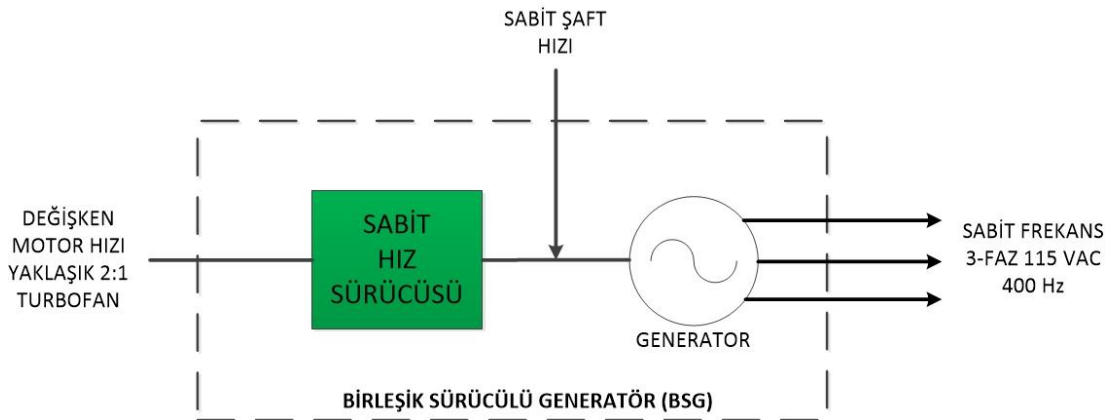 SABİT ŞAFT
HIZI
DEĞİŞKEN
MOTOR HIZI
YAKLAŞIK 2:1
TURBOFAN
SABİT
HIZ
SÜRÜCÜSÜ
GENERATOR
SABİT FREKANS
3-FAZ 115 VAC
400 Hz
BİRLEŞİK SÜRÜCÜLÜ GENERATÖR (BSG)